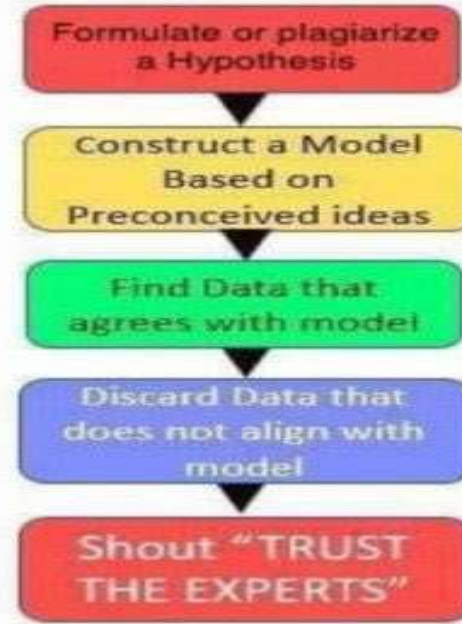 Formulate or plagiarize
a Hypothesis
Construct a Model
Based on
Preconceived ideas
Find Data that
agrees with model
Discard Data that
does not align with
model
Shout “TRUST
THE EXPERTS”